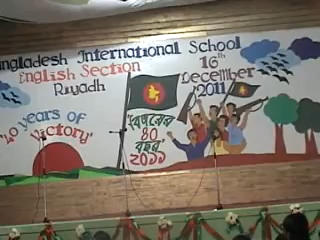 Bangladesh International School
English Section
Riyadh
16th
December
2011
40 years of
Victory'
'বিজয়ের
৪০
বছর'
২০১১